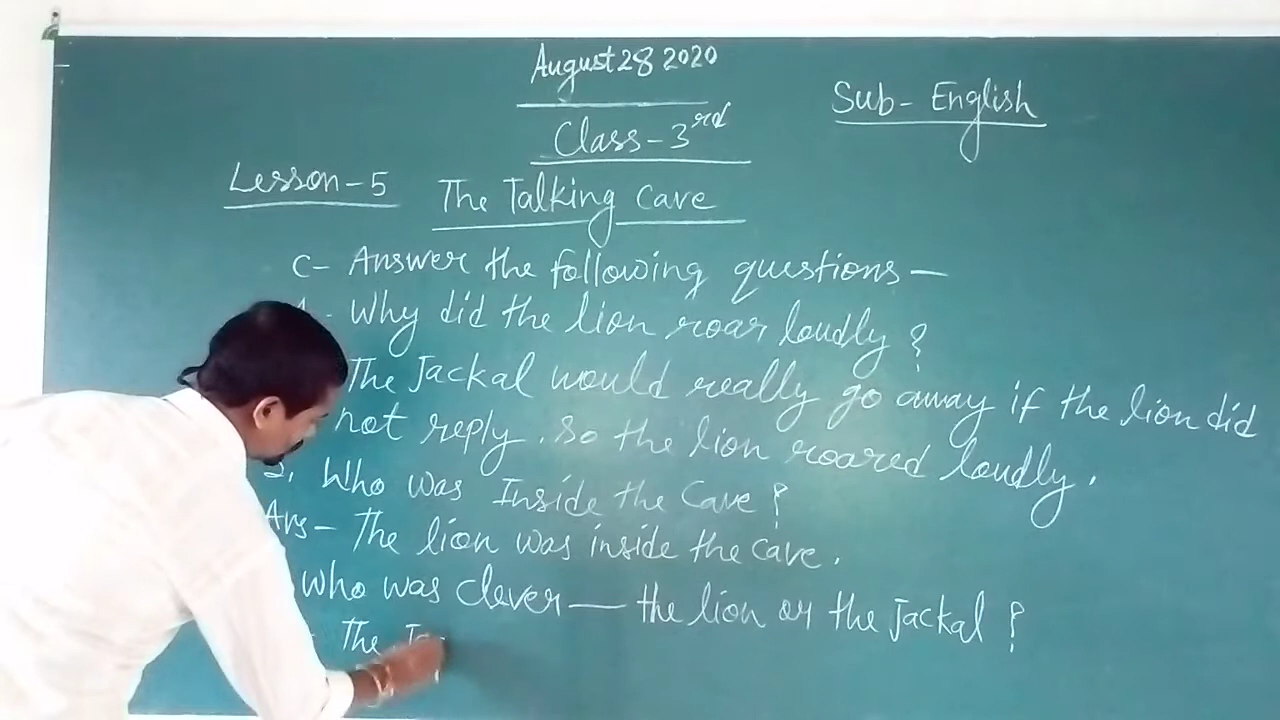 August 28 2020
Sub- English
Class-3rd
Lesson-5 The Talking Cave
C- Answer the following questions—
- Why did the lion roar loudly?
The Jackal would really go away if the lion did
not reply. So the lion roared loudly.
2. Who was Inside the Cave?
Ans- The lion was inside the cave.
Who was clever— the lion or the Jackal?
The